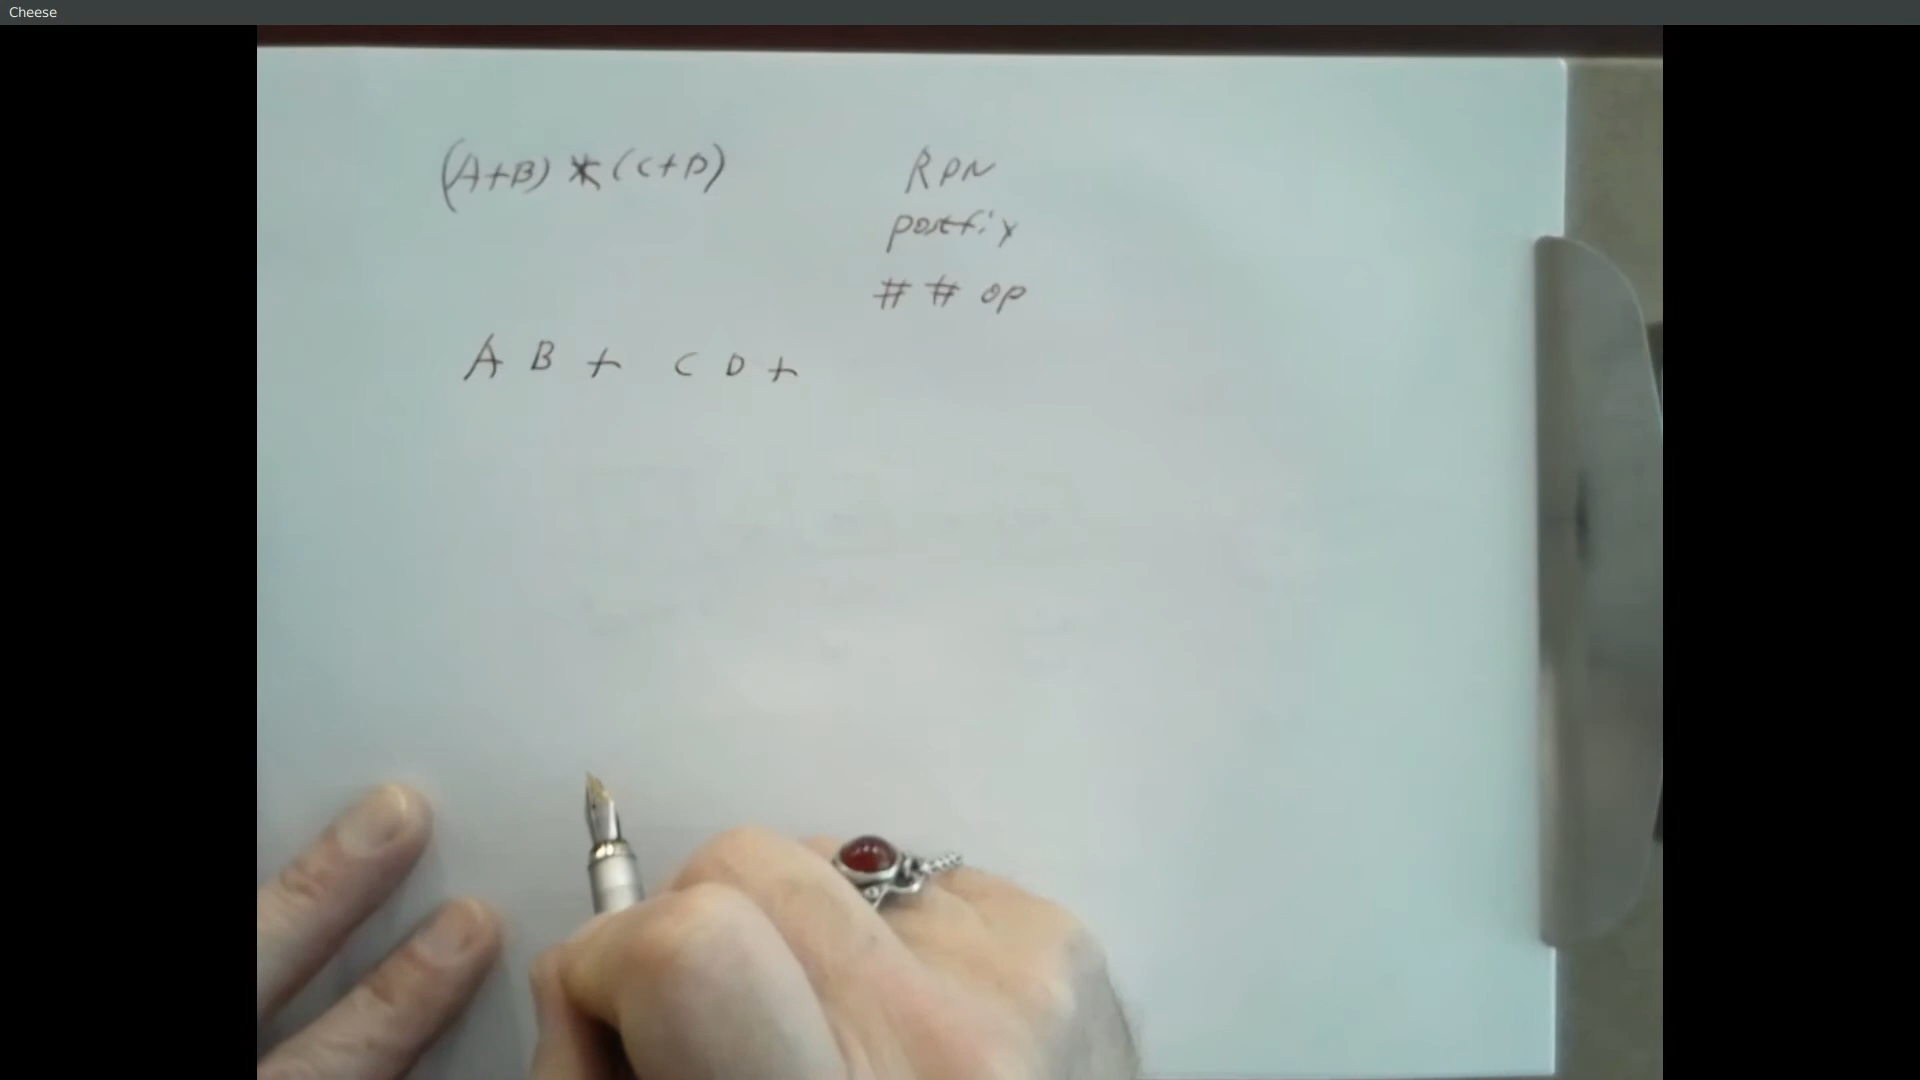 Cheese
(A+B) * (C+D)
RPN
postfix
# # op
A B + C D +